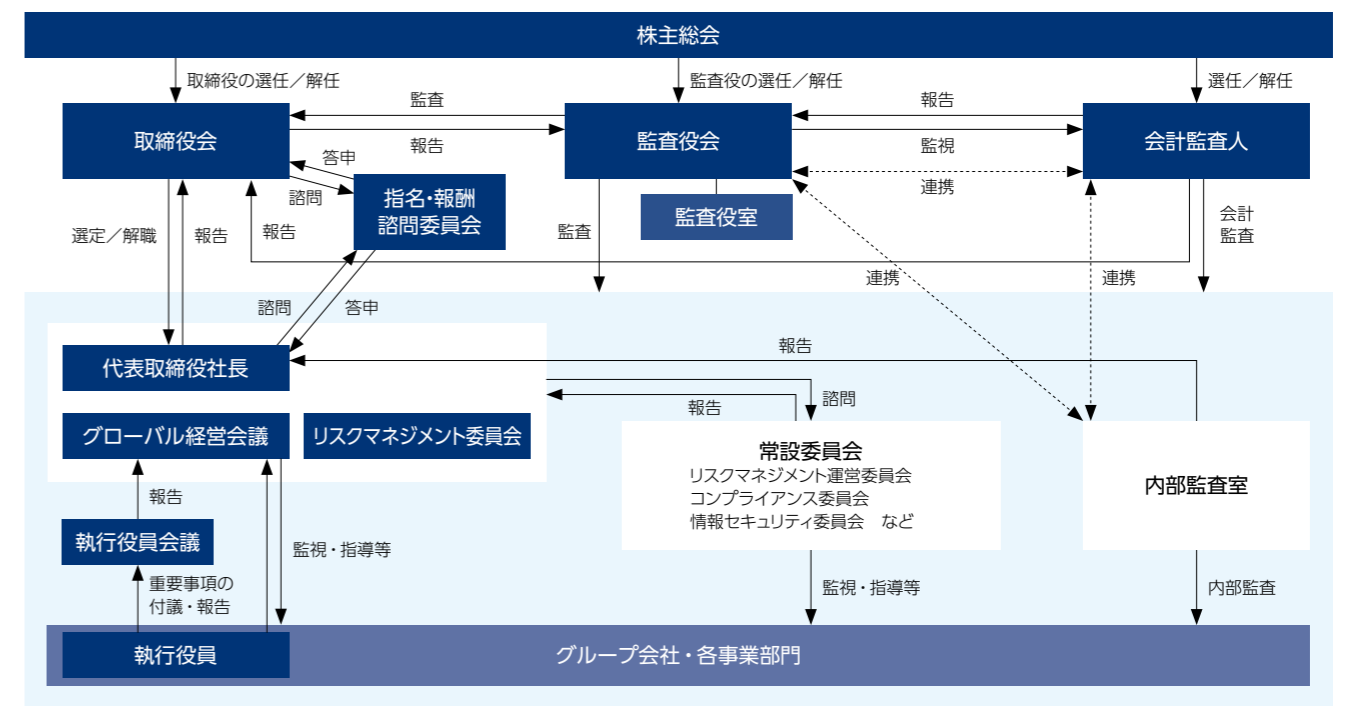 株主総会
取締役の選任／解任
監査役の選任／解任
選任／解任
監査
報告
取締役会
監査役会
会計監査人
報告
監視
答申
諮問
連携
指名・報酬
諮問委員会
監査役室
選定／解職
報告
報告
監査
会計
監査
連携
連携
諮問
答申
報告
代表取締役社長
諮問
報告
グローバル経営会議
リスクマネジメント委員会
常設委員会
リスクマネジメント運営委員会
コンプライアンス委員会
情報セキュリティ委員会　など
内部監査室
報告
執行役員会議
監視・指導等
重要事項の
付議・報告
監視・指導等
内部監査
執行役員
グループ会社・各事業部門